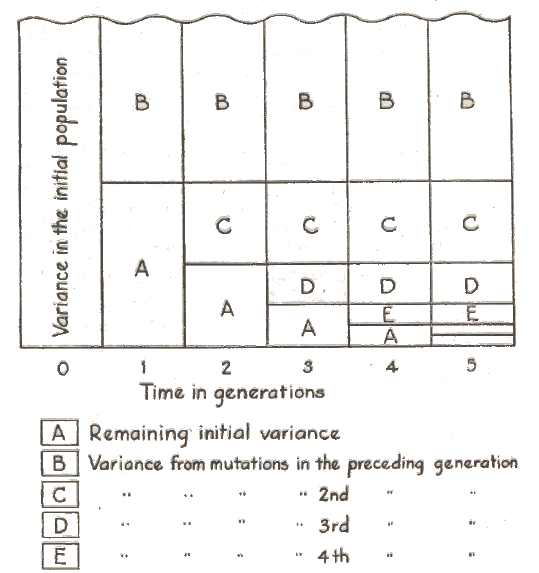 Variance in the initial population
B B B B B
C C C C
A D D D
A E E
A A
0 1 2 3 4 5
Time in generations
A Remaining initial variance
B Variance from mutations in the preceding generation
C " " " " 2nd " "
D " " " " 3rd " "
E " " " " 4th " "